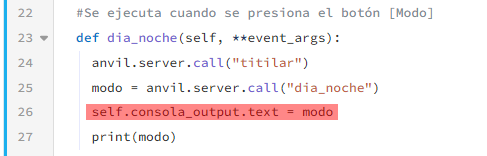 22 #Se ejecuta cuando se presiona el botón [Modo]
23 def dia_noche(self, **event_args):
24 anvil.server.call("titilar")
25 modo = anvil.server.call("dia_noche")
26 self.consola_output.text = modo
27 print(modo)